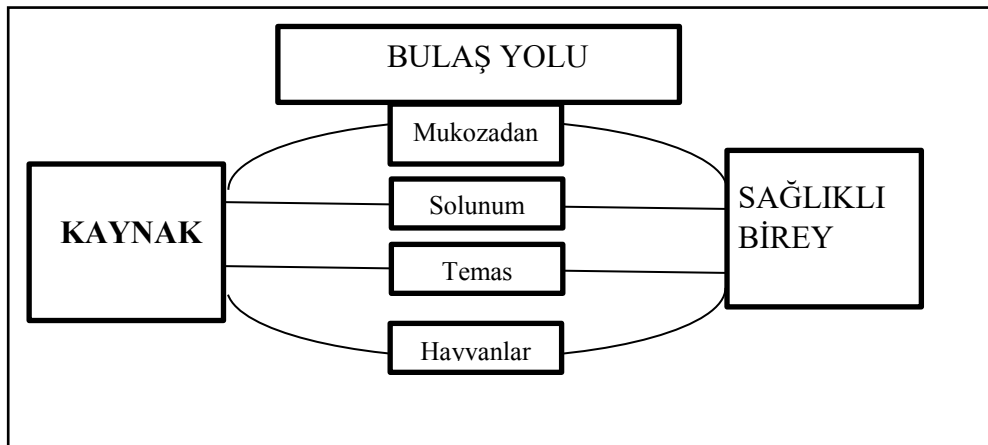 BULAŞ YOLU
Mukozadan
KAYNAK
Solunum
SAĞLIKLI
BİREY
Temas
Hayvanlar